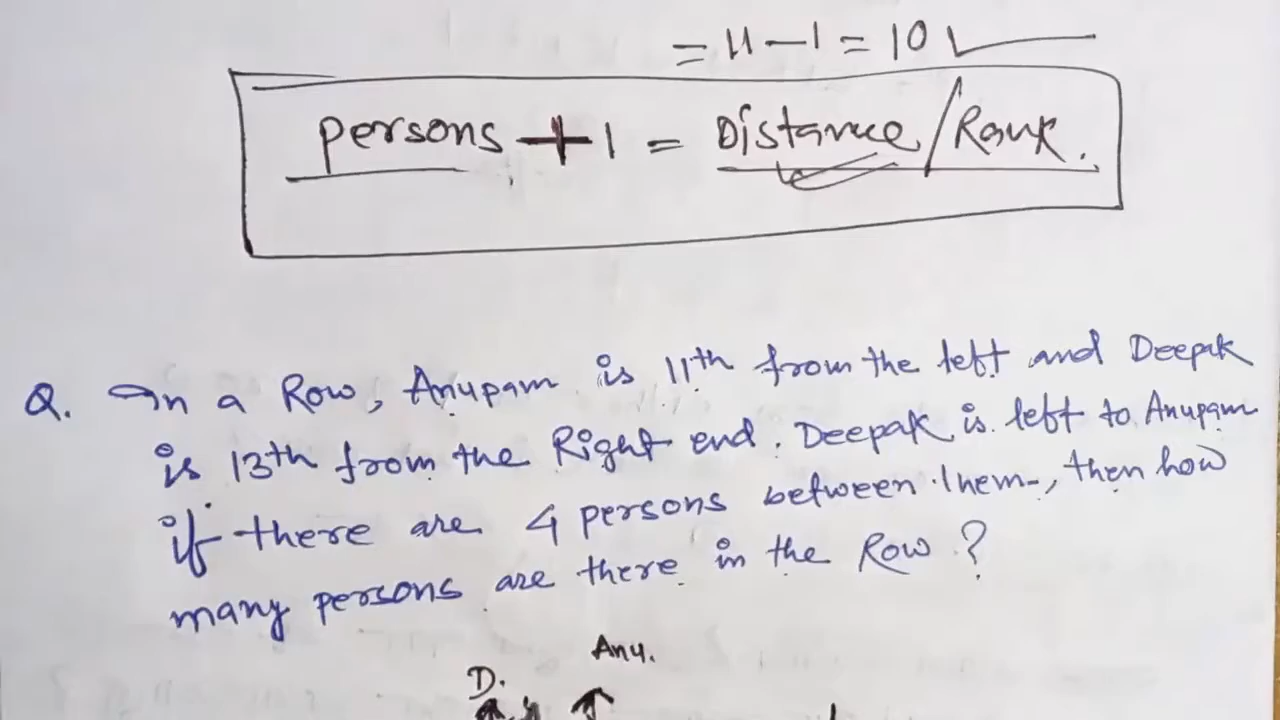 = 11 - 1 = 10
persons + 1 = Distance/Rank.
Q. In a Row, Anupam is 11th from the left and Deepak
is 13th from the Right end. Deepak is left to Anupam
if there are 4 persons between them, then how
many persons are there in the Row?
Anu.
D.